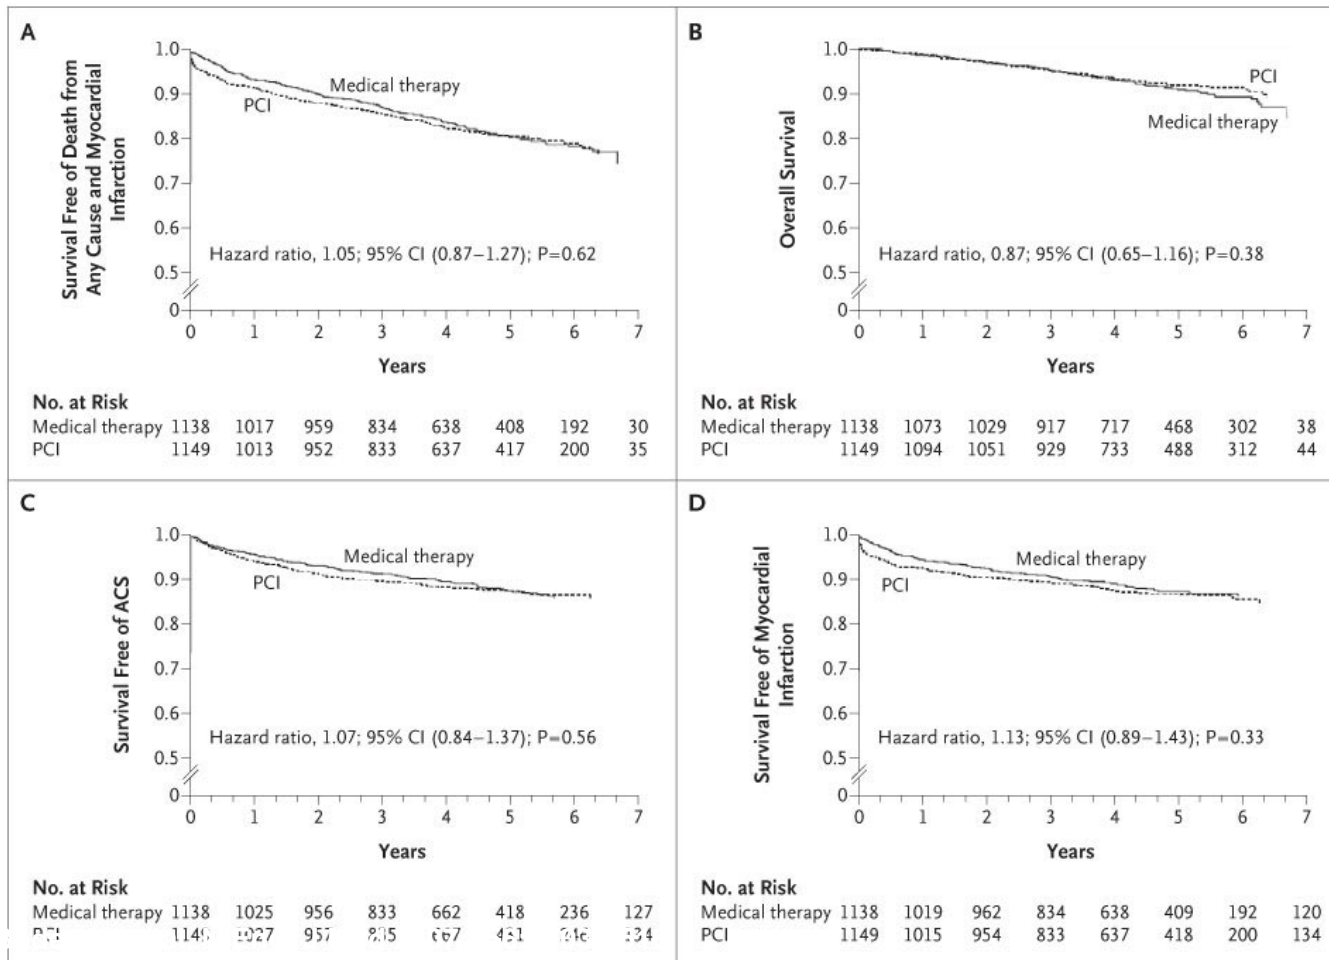 A
Survival Free of Death from
Any Cause and Myocardial
Infarction
1.0
0.9
0.8
0.7
0.6
0.5
0
Medical therapy
PCI
Hazard ratio, 1.05; 95% CI (0.87–1.27); P=0.62
0 1 2 3 4 5 6 7
Years
No. at Risk
Medical therapy 1138 1017 959 834 638 408 192 30
PCI 1149 1013 952 833 637 417 200 35
B
Overall Survival
1.0
0.9
0.8
0.7
0.6
0.5
0
PCI
Medical therapy
Hazard ratio, 0.87; 95% CI (0.65–1.16); P=0.38
0 1 2 3 4 5 6 7
Years
No. at Risk
Medical therapy 1138 1073 1029 917 717 468 302 38
PCI 1149 1094 1051 929 733 488 312 44
C
Survival Free of ACS
1.0
0.9
0.8
0.7
0.6
0.5
0
Medical therapy
PCI
Hazard ratio, 1.07; 95% CI (0.84–1.37); P=0.56
0 1 2 3 4 5 6 7
Years
No. at Risk
Medical therapy 1138 1025 956 833 662 418 236 127
PCI 1149 1027
D
Survival Free of Myocardial
Infarction
1.0
0.9
0.8
0.7
0.6
0.5
0
Medical therapy
PCI
Hazard ratio, 1.13; 95% CI (0.89–1.43); P=0.33
0 1 2 3 4 5 6 7
Years
No. at Risk
Medical therapy 1138 1019 962 834 638 409 192 120
PCI 1149 1015 954 833 637 418 200 134